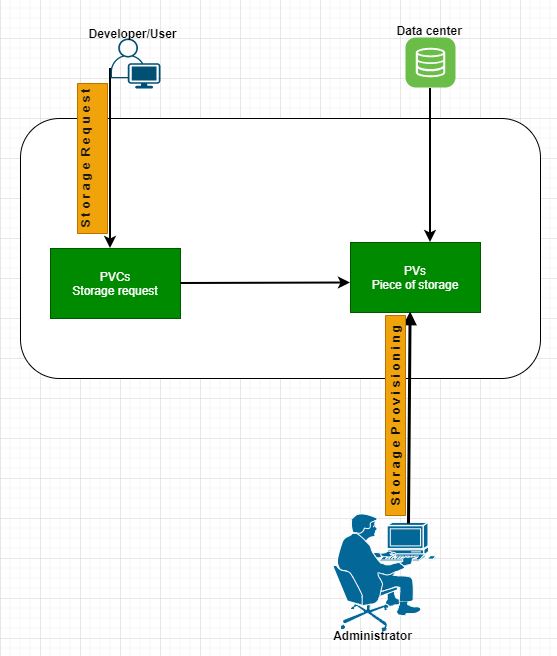 Developer/User
Data center
Storage Request
PVCs
Storage request
PVs
Piece of storage
Storage Provisioning
Administrator